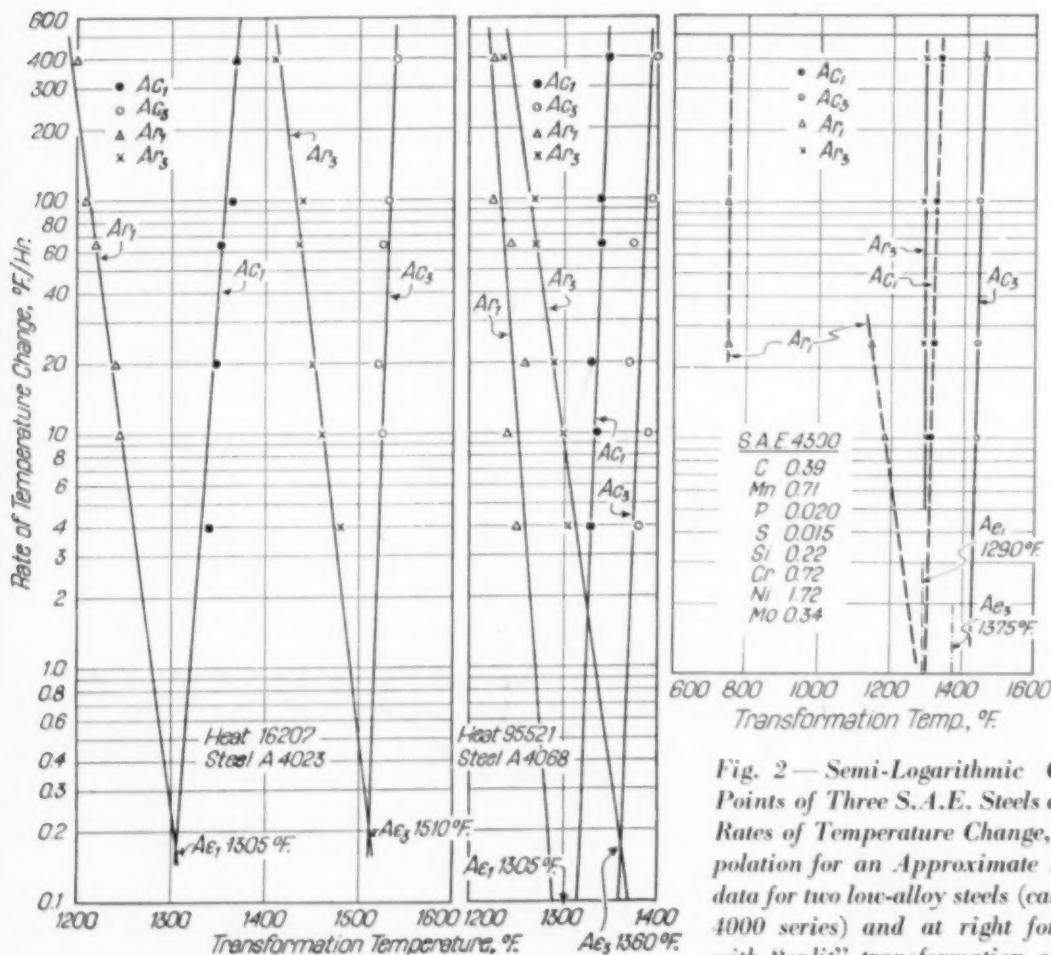 600
400
300
200
100
80
60
40
20
10
8
6
4
3
2
1.0
0.8
0.6
0.4
0.3
0.2
0.1
Rate of Temperature Change, °F./Hr.
• Ac₁
○ Ac₃
△ Ar₁
× Ar₃
Ar₃
Ar₁
Ac₁
Ac₃
Heat 16207
Steel A 4023
Aε₁ 1305°F.
Aε₃ 1510°F.
1200 1300 1400 1500 1600
• Ac₁
○ Ac₃
△ Ar₁
× Ar₃
Ar₃
Ar₁
Ac₁
Ac₃
Heat 95521
Steel A 4068
Aε₁ 1305°F.
1300 1400
Transformation Temperature, °F.
Aε₃ 1360°F.
• Ac₁
○ Ac₃
△ Ar₁
× Ar₃
Ar₃
Ac₁
Ac₃
Ar₁
S.A.E. 4300
C 0.39
Mn 0.71
P 0.020
S 0.015
Si 0.22
Cr 0.72
Ni 1.72
Mo 0.34
Ae₁
1290°F.
Ae₃
1375°F.
600 800 1000 1200 1400 1600
Transformation Temp., °F.
Fig. 2 — Semi-Logarithmic
Points of Three S.A.E. Steels
Rates of Temperature Change,
polation for an Approximate
data for two low-alloy steels
4000 series) and at right for